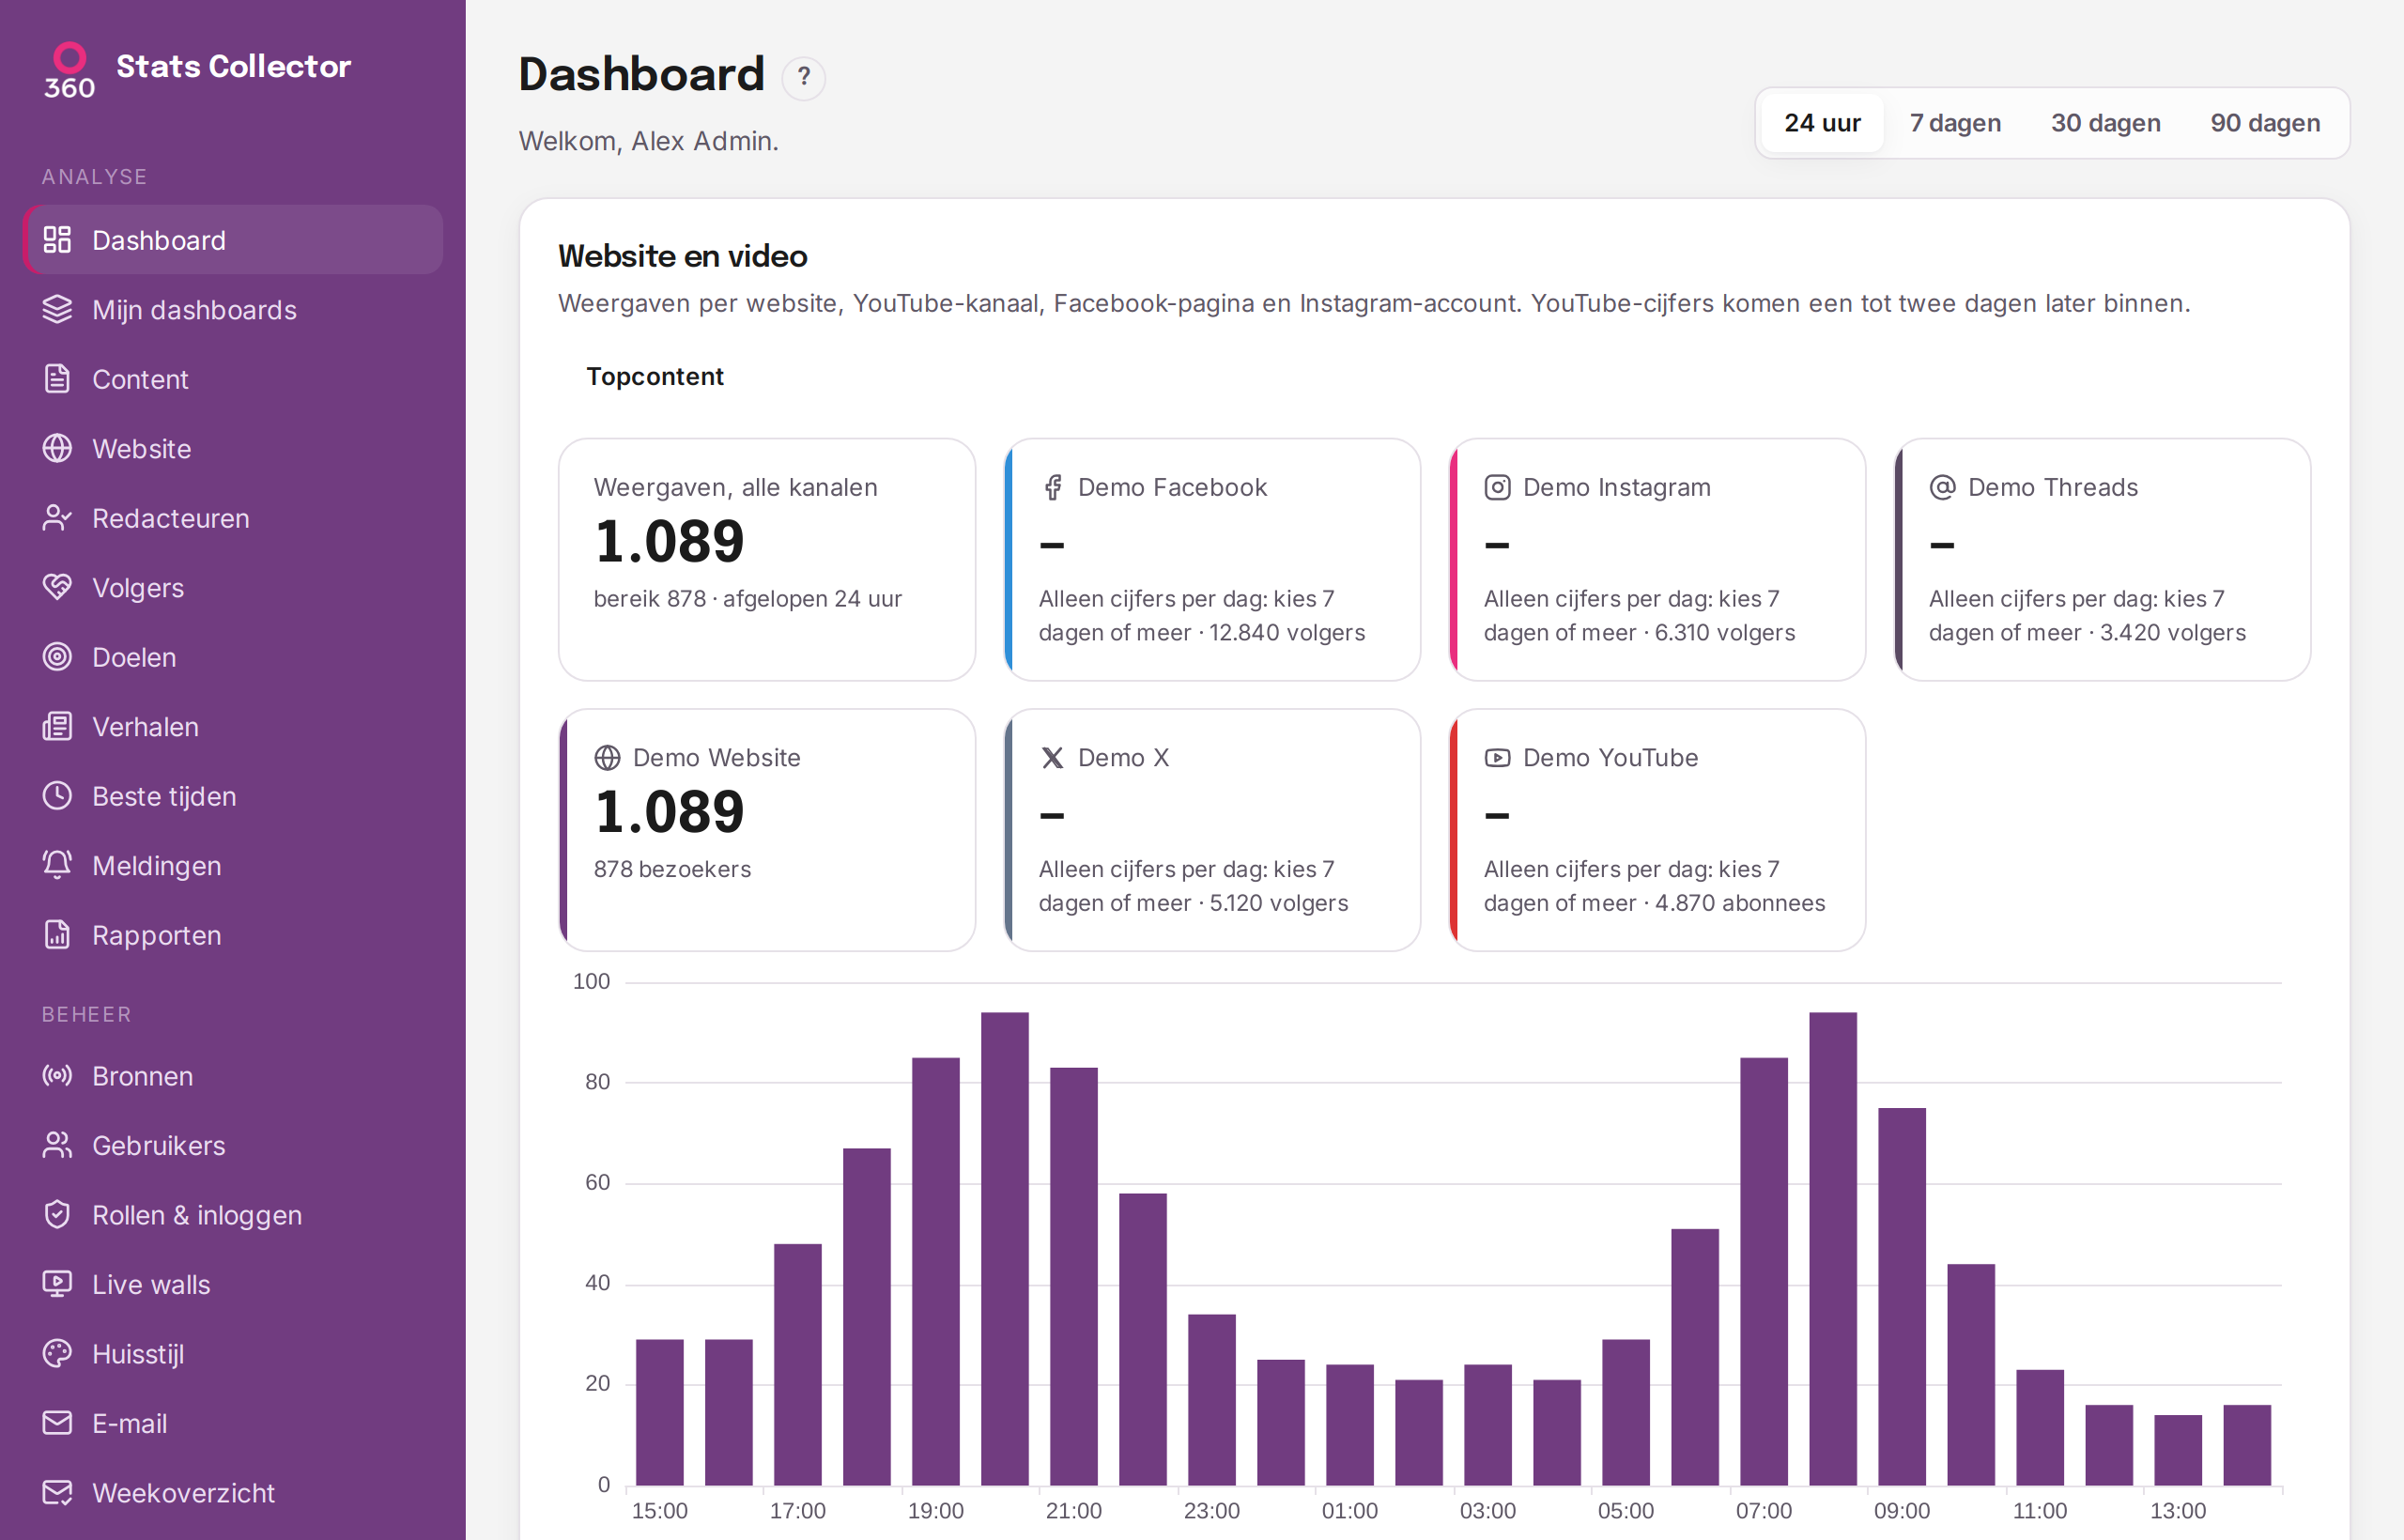 360
Stats Collector
ANALYSE
Dashboard
Mijn dashboards
Content
Website
Redacteuren
Volgers
Doelen
Verhalen
Beste tijden
Meldingen
Rapporten
BEHEER
Bronnen
Gebruikers
Rollen & inloggen
Live walls
Huisstijl
E-mail
Weekoverzicht
Dashboard ?
Welkom, Alex Admin.
24 uur 7 dagen 30 dagen 90 dagen
Website en video
Weergaven per website, YouTube-kanaal, Facebook-pagina en Instagram-account. YouTube-cijfers komen een tot twee dagen later binnen.
Topcontent
Weergaven, alle kanalen
1.089
bereik 878 · afgelopen 24 uur
Demo Facebook
–
Alleen cijfers per dag: kies 7
dagen of meer · 12.840 volgers
Demo Instagram
–
Alleen cijfers per dag: kies 7
dagen of meer · 6.310 volgers
Demo Threads
–
Alleen cijfers per dag: kies 7
dagen of meer · 3.420 volgers
Demo Website
1.089
878 bezoekers
Demo X
–
Alleen cijfers per dag: kies 7
dagen of meer · 5.120 volgers
Demo YouTube
–
Alleen cijfers per dag: kies 7
dagen of meer · 4.870 abonnees
100
80
60
40
20
0
15:00 17:00 19:00 21:00 23:00 01:00 03:00 05:00 07:00 09:00 11:00 13:00